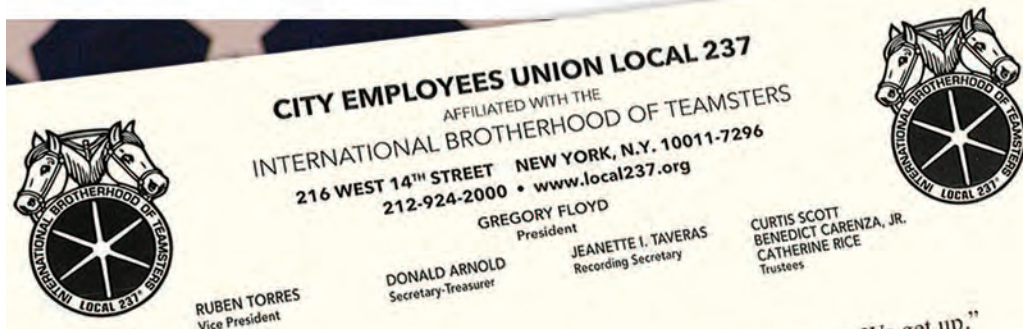 CITY EMPLOYEES UNION LOCAL 237
AFFILIATED WITH THE
INTERNATIONAL BROTHERHOOD OF TEAMSTERS
216 WEST 14TH STREET NEW YORK, N.Y. 10011-7296
212-924-2000 • www.local237.org
GREGORY FLOYD
President
RUBEN TORRES
Vice President
DONALD ARNOLD
Secretary-Treasurer
JEANETTE I. TAVERAS
Recording Secretary
CURTIS SCOTT
BENEDICT CARENZA, JR.
CATHERINE RICE
Trustees
INTERNATIONAL BROTHERHOOD OF TEAMSTERS
LOCAL 237
INTERNATIONAL BROTHERHOOD OF TEAMSTERS
LOCAL 237
get up."